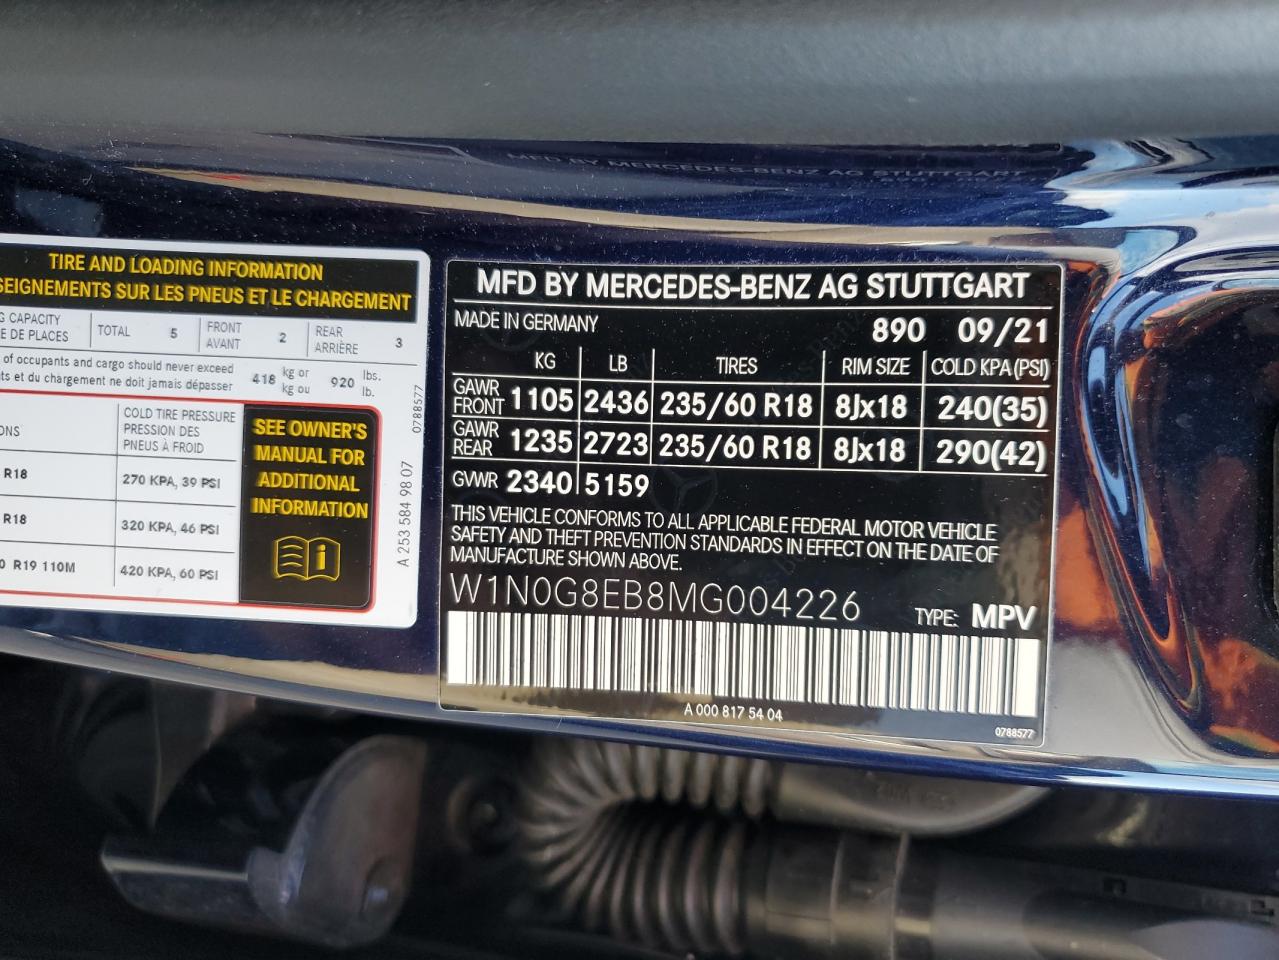 TIRE AND LOADING INFORMATION
SEIGNEMENTS SUR LES PNEUS ET LE CHARGEMENT
G CAPACITY TOTAL 5 FRONT 2 REAR 3
E DE PLACES AVANT ARRIÈRE
of occupants and cargo should never exceed 418 kg or 920 lbs.
nts et du chargement ne doit jamais dépasser kg ou lb.
COLD TIRE PRESSURE
ONS PRESSION DES
PNEUS À FROID
R18 270 KPA, 39 PSI
R18 320 KPA, 46 PSI
0 R19 110M 420 KPA, 60 PSI
SEE OWNER'S
MANUAL FOR
ADDITIONAL
INFORMATION
0788577
A 253 584 98 07
MFD BY MERCEDES-BENZ AG STUTTGART
MADE IN GERMANY 890 09/21
KG LB TIRES RIM SIZE COLD KPA(PSI)
GAWR FRONT 1105 2436 235/60 R18 8Jx18 240(35)
GAWR REAR 1235 2723 235/60 R18 8Jx18 290(42)
GVWR 2340 5159
THIS VEHICLE CONFORMS TO ALL APPLICABLE FEDERAL MOTOR VEHICLE
SAFETY AND THEFT PREVENTION STANDARDS IN EFFECT ON THE DATE OF
MANUFACTURE SHOWN ABOVE.
W1N0G8EB8MG004226 TYPE: MPV
A 000 817 54 04
0788577